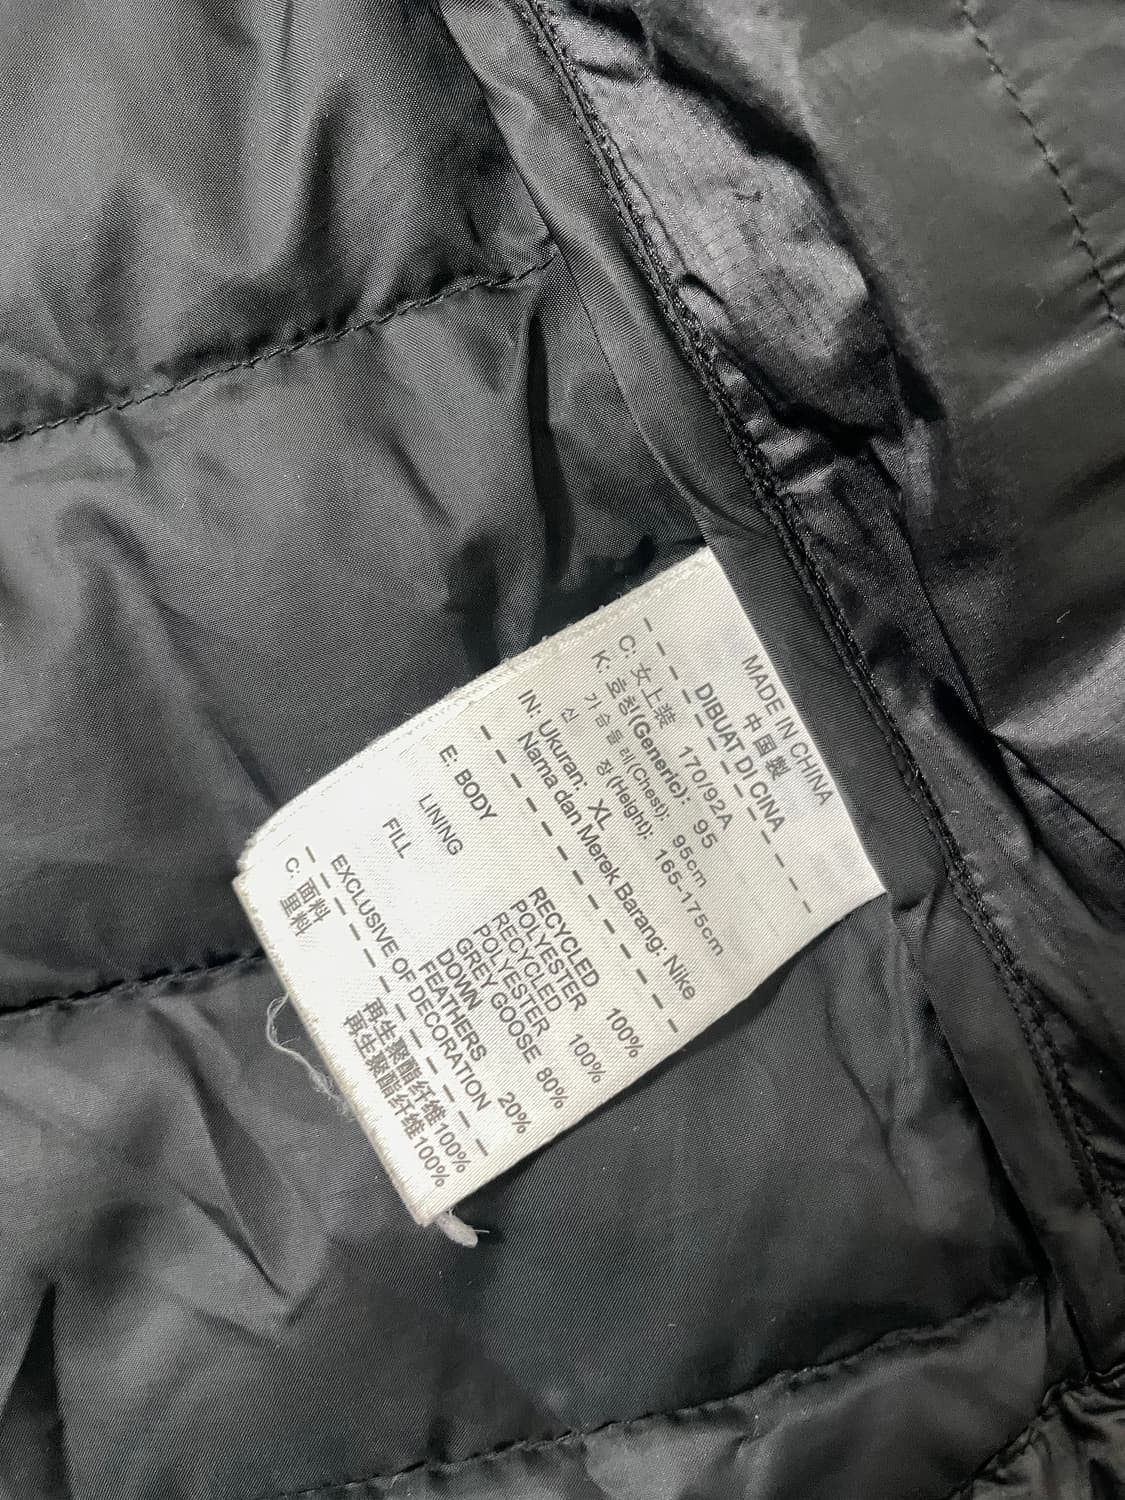 MADE IN CHINA
中国製
DIBUAT DI CINA
C: 女上装 170/92A
K: 호칭(Generic): 95
가슴둘레(Chest): 95cm
신 장(Height): 165-175cm
IN: Ukuran: XL
Nama dan Merek Barang: Nike
E: BODY RECYCLED
POLYESTER 100%
LINING RECYCLED
POLYESTER 100%
FILL GREY GOOSE
DOWN 80%
FEATHERS 20%
EXCLUSIVE OF DECORATION
C: 面料 再生聚酯纤维100%
里料 再生聚酯纤维100%